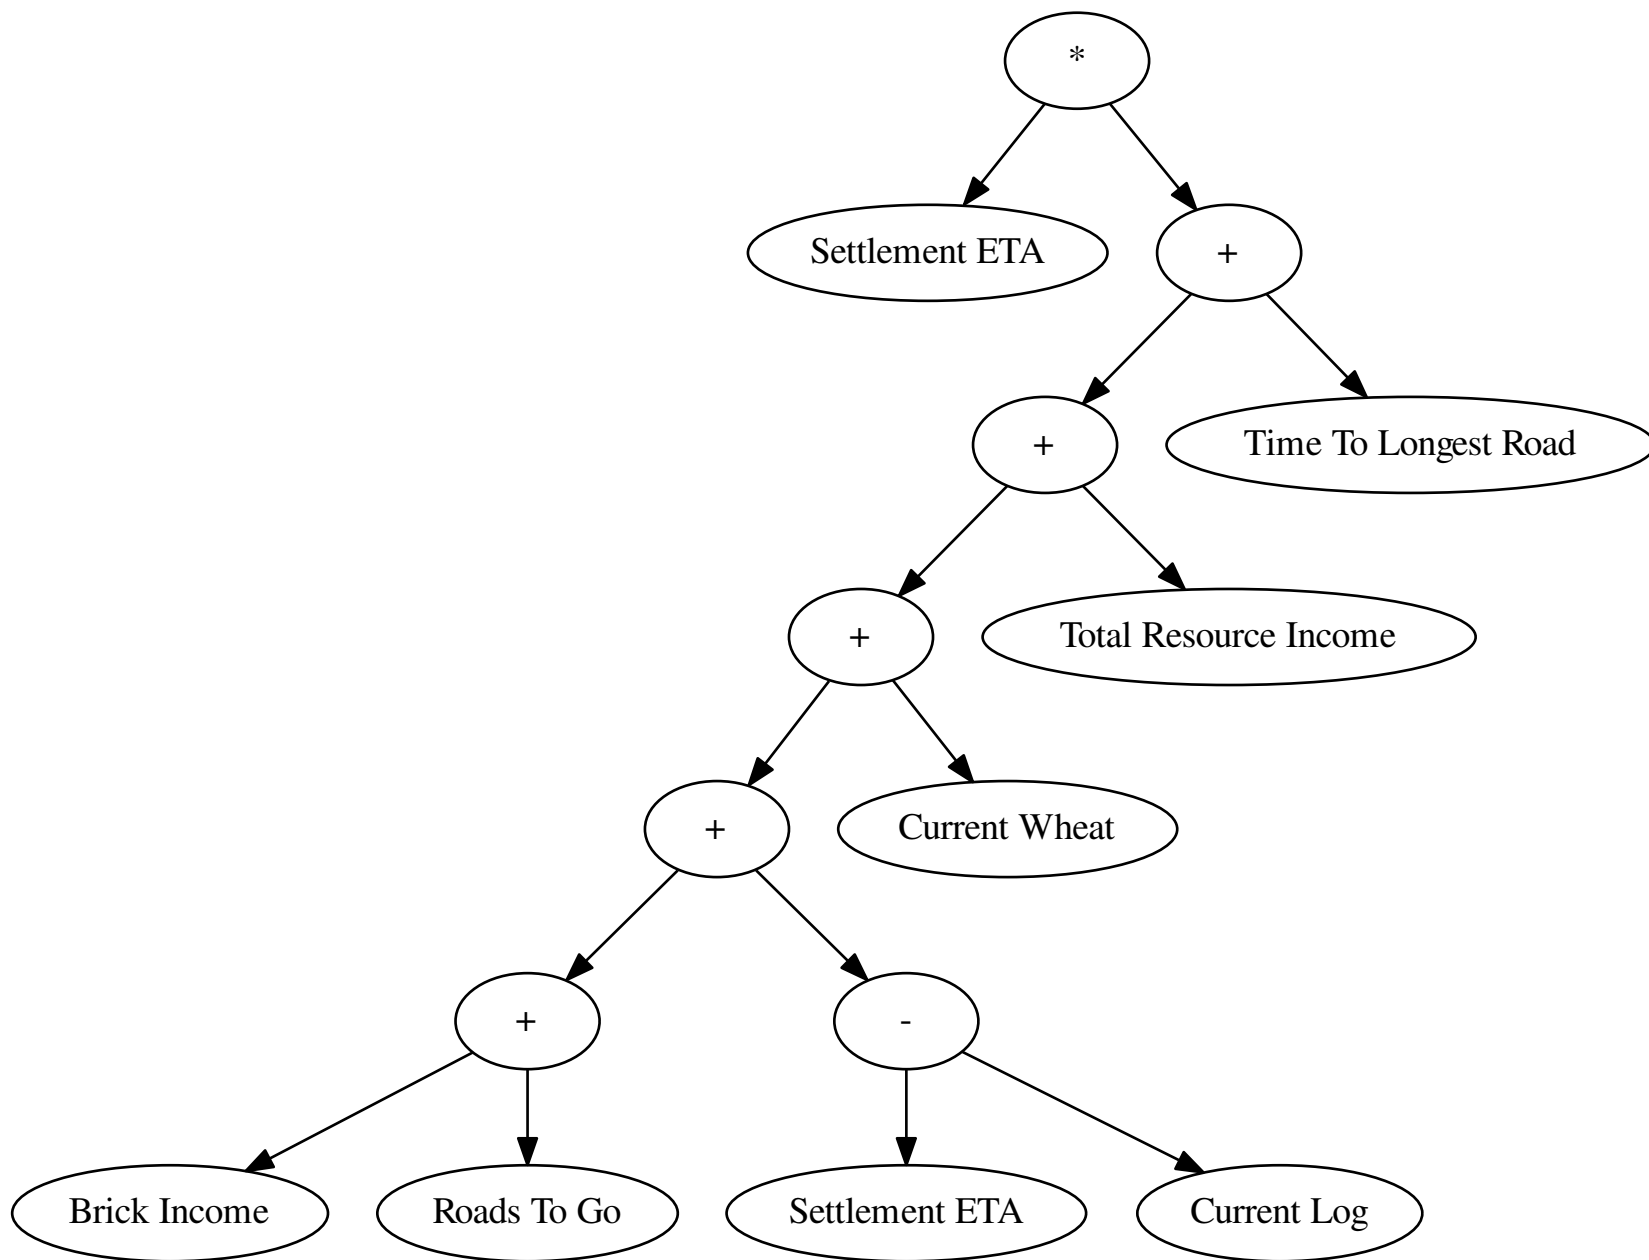 *
Settlement ETA
+
+
Time To Longest Road
+
Total Resource Income
+
Current Wheat
+
-
Brick Income
Roads To Go
Settlement ETA
Current Log